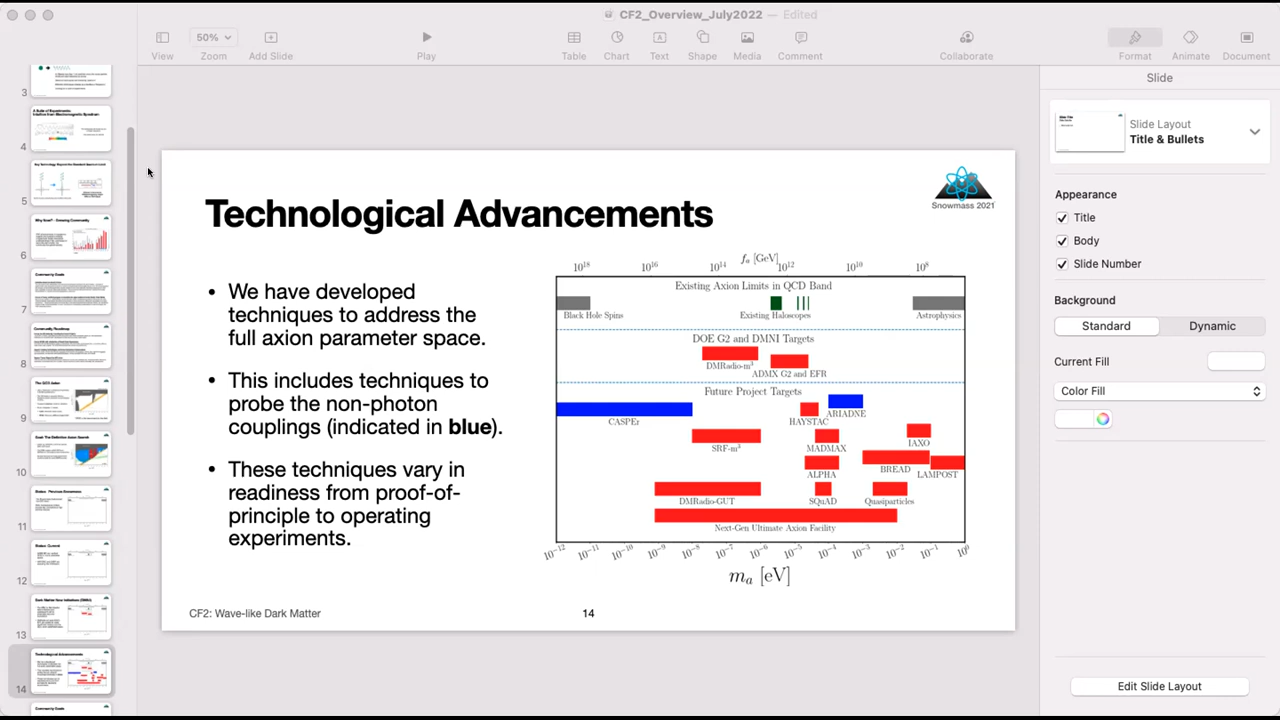 CF2_Overview_July2022 — Edited
50%
View
Zoom
Add Slide
Play
Table
Chart
Text
Shape
Media
Comment
Collaborate
Format
Animate
Document
3
4
5
6
7
8
9
10
11
12
13
14
Technological Advancements
Snowmass 2021
• We have developed
techniques to address the
full axion parameter space.
• This includes techniques to
probe the non-photon
couplings (indicated in blue).
• These techniques vary in
readiness from proof-of-
principle to operating
experiments.
f_a [GeV]
10^18 10^16 10^14 10^12 10^10 10^8
Existing Axion Limits in QCD Band
Black Hole Spins
Existing Haloscopes
Astrophysics
DOE G2 and DMNI Targets
DMRadio-m³
ADMX G2 and EFR
Future Project Targets
CASPEr
HAYSTAC
ARIADNE
SRF-m³
MADMAX
IAXO
ALPHA
BREAD
LAMPOST
DMRadio-GUT
SQuAD
Quasiparticles
Next-Gen Ultimate Axion Facility
10^−12 10^−11 10^−10 10^−9 10^−8 10^−7 10^−6 10^−5 10^−4 10^−3 10^−2 10^−1 10^0
m_a [eV]
CF2: Wave-like Dark Matter
14
Slide
Slide Layout
Title & Bullets
Appearance
Title
Body
Slide Number
Background
Standard
Dynamic
Current Fill
Color Fill
Edit Slide Layout